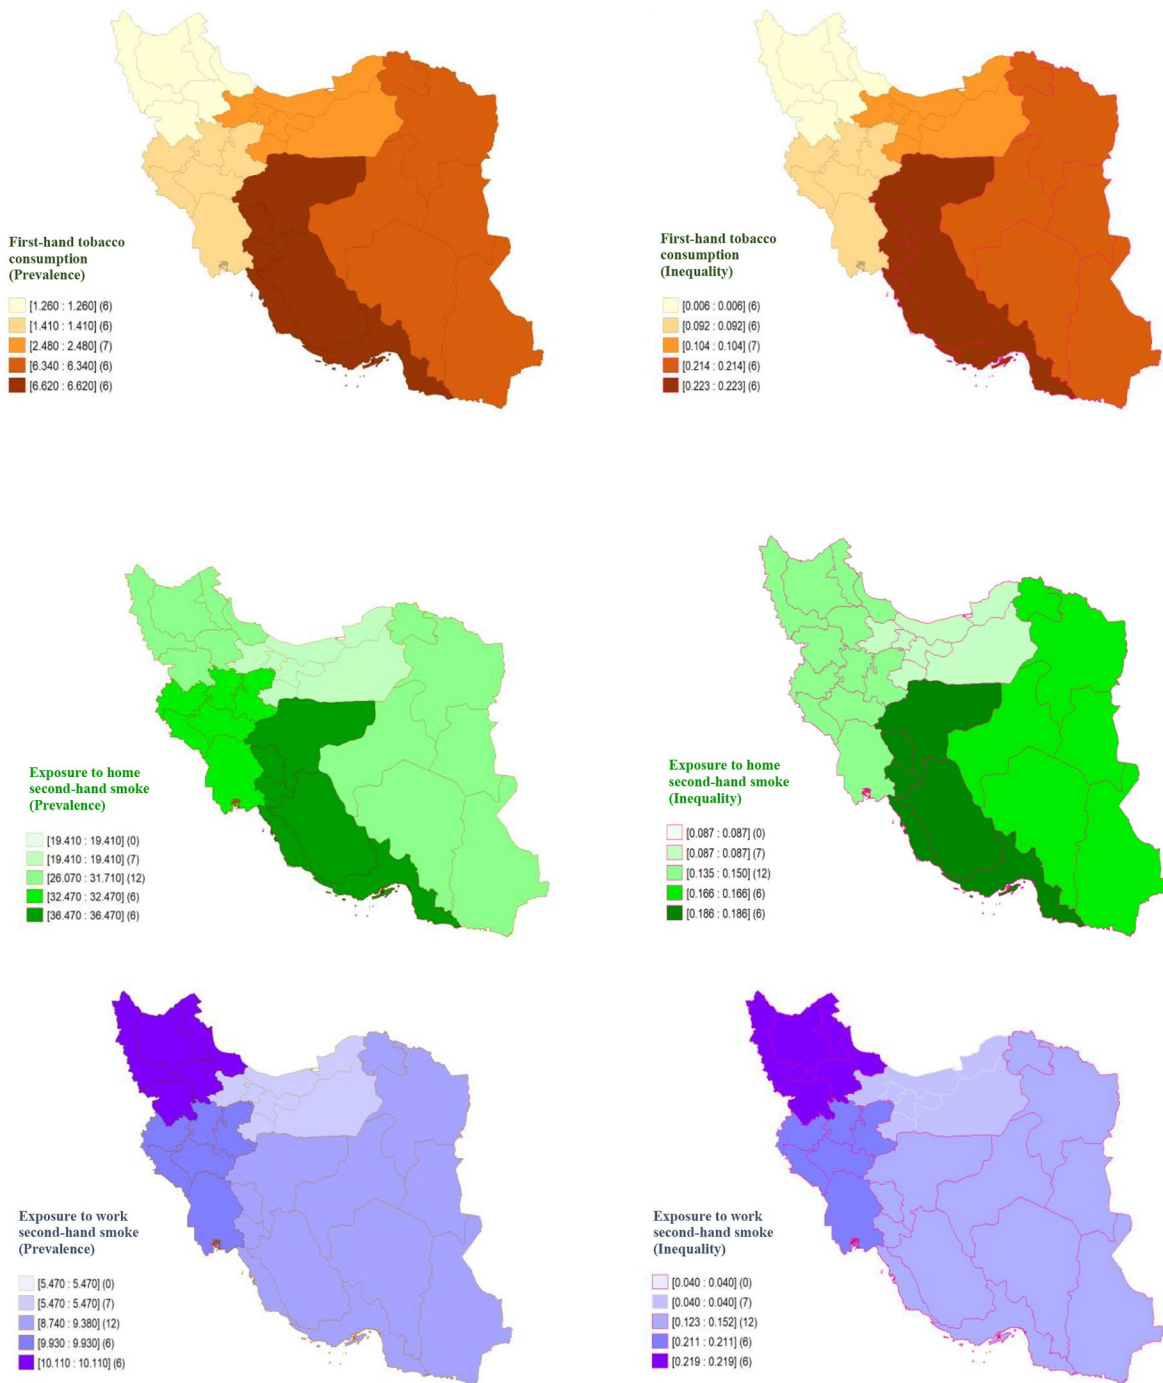 First-hand tobacco
consumption
(Prevalence)
[1.260 : 1.260] (6)
[1.410 : 1.410] (6)
[2.480 : 2.480] (7)
[6.340 : 6.340] (6)
[6.620 : 6.620] (6)
First-hand tobacco
consumption
(Inequality)
[0.006 : 0.006] (6)
[0.092 : 0.092] (6)
[0.104 : 0.104] (7)
[0.214 : 0.214] (6)
[0.223 : 0.223] (6)
Exposure to home
second-hand smoke
(Prevalence)
[19.410 : 19.410] (0)
[19.410 : 19.410] (7)
[26.070 : 31.710] (12)
[32.470 : 32.470] (6)
[36.470 : 36.470] (6)
Exposure to home
second-hand smoke
(Inequality)
[0.087 : 0.087] (0)
[0.087 : 0.087] (7)
[0.135 : 0.150] (12)
[0.166 : 0.166] (6)
[0.186 : 0.186] (6)
Exposure to work
second-hand smoke
(Prevalence)
[5.470 : 5.470] (0)
[5.470 : 5.470] (7)
[8.740 : 9.380] (12)
[9.930 : 9.930] (6)
[10.110 : 10.110] (6)
Exposure to work
second-hand smoke
(Inequality)
[0.040 : 0.040] (0)
[0.040 : 0.040] (7)
[0.123 : 0.152] (12)
[0.211 : 0.211] (6)
[0.219 : 0.219] (6)